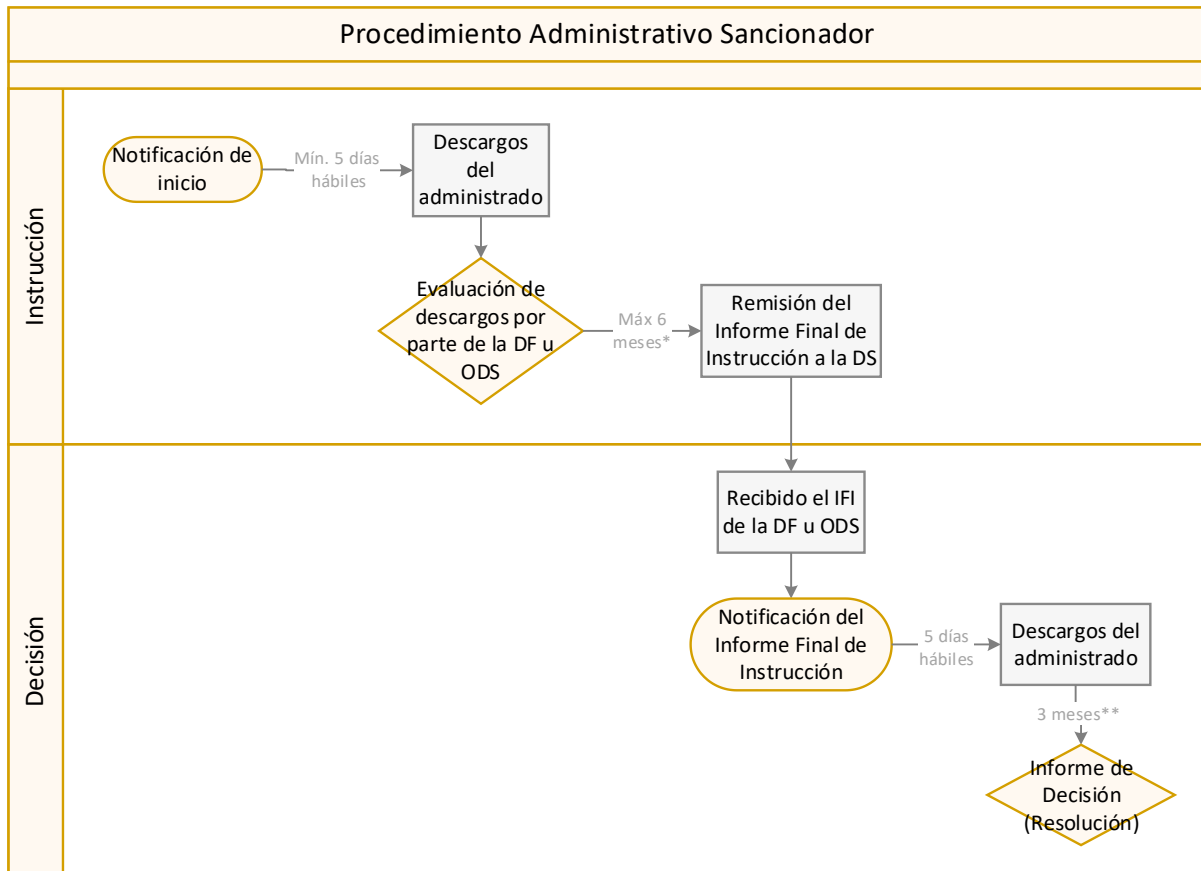 Procedimiento Administrativo Sancionador
Instrucción
Notificación de
inicio
Mín. 5 días
hábiles
Descargos
del
administrado
Evaluación de
descargos por
parte de la DF u
ODS
Máx 6
meses*
Remisión del
Informe Final de
Instrucción a la DS
Decisión
Recibido el IFI
de la DF u ODS
Notificación del
Informe Final de
Instrucción
5 días
hábiles
Descargos del
administrado
3 meses**
Informe de
Decisión
(Resolución)